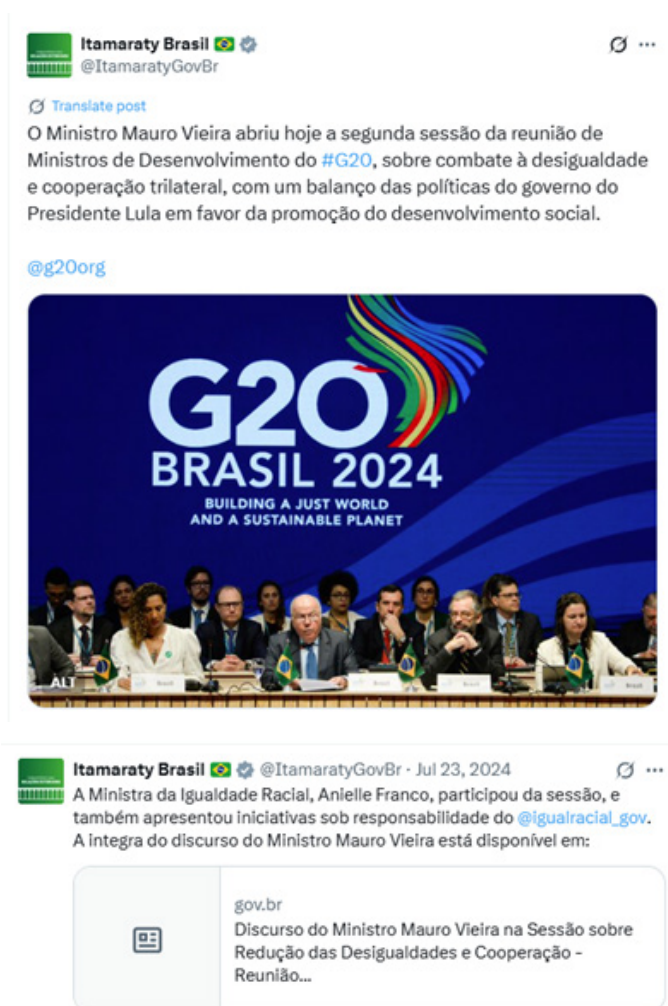 Itamaraty Brasil 🇧🇷
@ItamaratyGovBr
Translate post
O Ministro Mauro Vieira abriu hoje a segunda sessão da reunião de
Ministros de Desenvolvimento do #G20, sobre combate à desigualdade
e cooperação trilateral, com um balanço das políticas do governo do
Presidente Lula em favor da promoção do desenvolvimento social.
@g20org
G20
BRASIL 2024
BUILDING A JUST WORLD
AND A SUSTAINABLE PLANET
ALT
Brasil
Brasil
Brasil
Brasil
Itamaraty Brasil 🇧🇷 @ItamaratyGovBr · Jul 23, 2024
A Ministra da Igualdade Racial, Anielle Franco, participou da sessão, e
também apresentou iniciativas sob responsabilidade do @igualracial_gov.
A integra do discurso do Ministro Mauro Vieira está disponível em:
gov.br
Discurso do Ministro Mauro Vieira na Sessão sobre
Redução das Desigualdades e Cooperação -
Reunião...